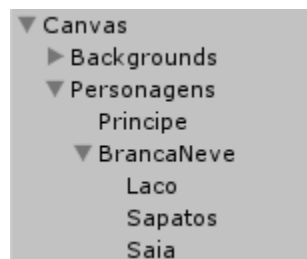 Canvas
Backgrounds
Personagens
Principe
BrancaNeve
Laco
Sapatos
Saia